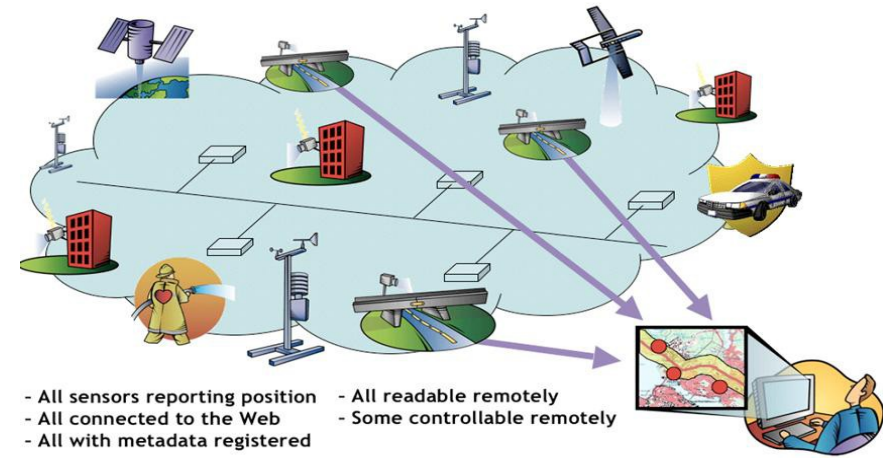 - All sensors reporting position
- All connected to the Web
- All with metadata registered
- All readable remotely
- Some controllable remotely